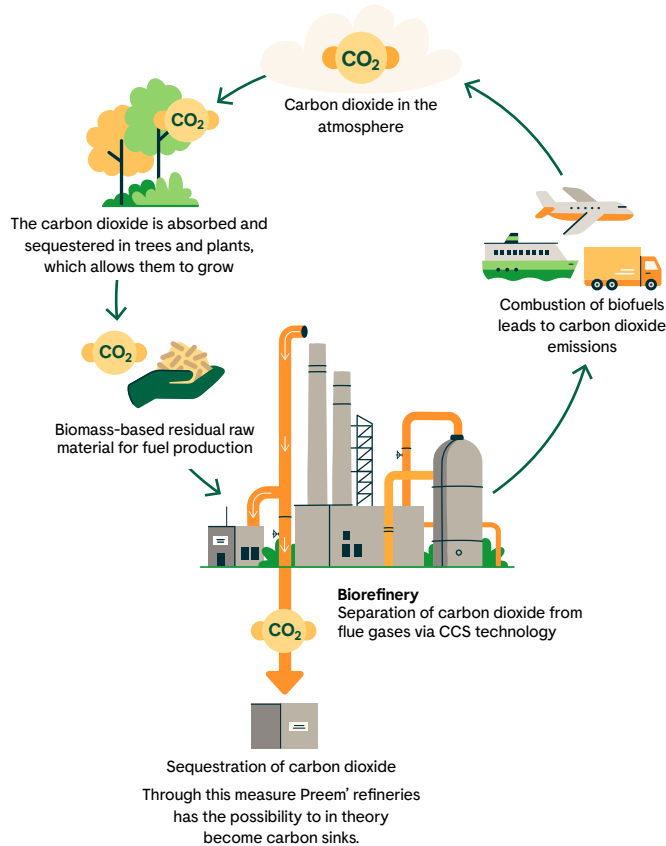 CO₂
Carbon dioxide in the
atmosphere
CO₂
The carbon dioxide is absorbed and
sequestered in trees and plants,
which allows them to grow
Combustion of biofuels
leads to carbon dioxide
emissions
CO₂
Biomass-based residual raw
material for fuel production
Biorefinery
Separation of carbon dioxide from
flue gases via CCS technology
CO₂
Sequestration of carbon dioxide
Through this measure Preem’ refineries
has the possibility to in theory
become carbon sinks.